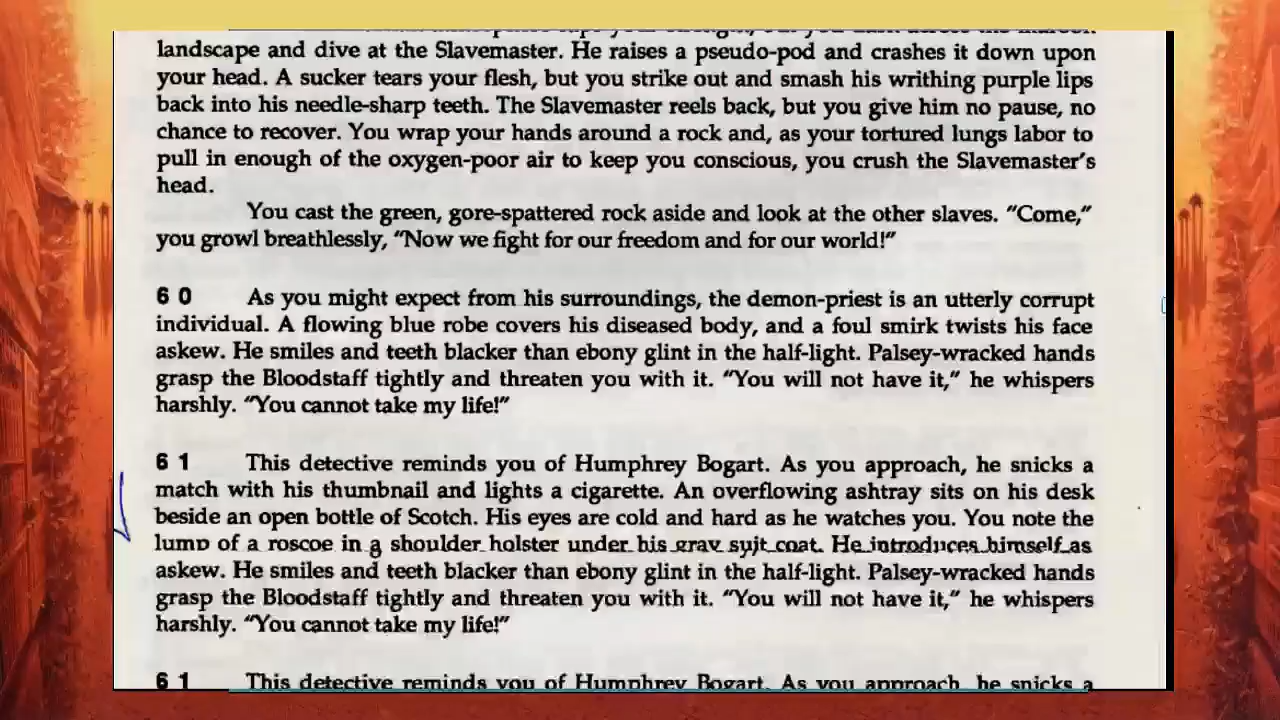 landscape and dive at the Slavemaster. He raises a pseudo-pod and crashes it down upon
your head. A sucker tears your flesh, but you strike out and smash his writhing purple lips
back into his needle-sharp teeth. The Slavemaster reels back, but you give him no pause, no
chance to recover. You wrap your hands around a rock and, as your tortured lungs labor to
pull in enough of the oxygen-poor air to keep you conscious, you crush the Slavemaster's
head.
You cast the green, gore-spattered rock aside and look at the other slaves. "Come,"
you growl breathlessly, "Now we fight for our freedom and for our world!"
6 0 As you might expect from his surroundings, the demon-priest is an utterly corrupt
individual. A flowing blue robe covers his diseased body, and a foul smirk twists his face
askew. He smiles and teeth blacker than ebony glint in the half-light. Palsey-wracked hands
grasp the Bloodstaff tightly and threaten you with it. "You will not have it," he whispers
harshly. "You cannot take my life!"
6 1 This detective reminds you of Humphrey Bogart. As you approach, he snicks a
match with his thumbnail and lights a cigarette. An overflowing ashtray sits on his desk
beside an open bottle of Scotch. His eyes are cold and hard as he watches you. You note the
lump of a roscoe in a shoulder holster under his gray suit coat. He introduces himself as
askew. He smiles and teeth blacker than ebony glint in the half-light. Palsey-wracked hands
grasp the Bloodstaff tightly and threaten you with it. "You will not have it," he whispers
harshly. "You cannot take my life!"
6 1 This detective reminds you of Humphrey Bogart. As you approach, he snicks a